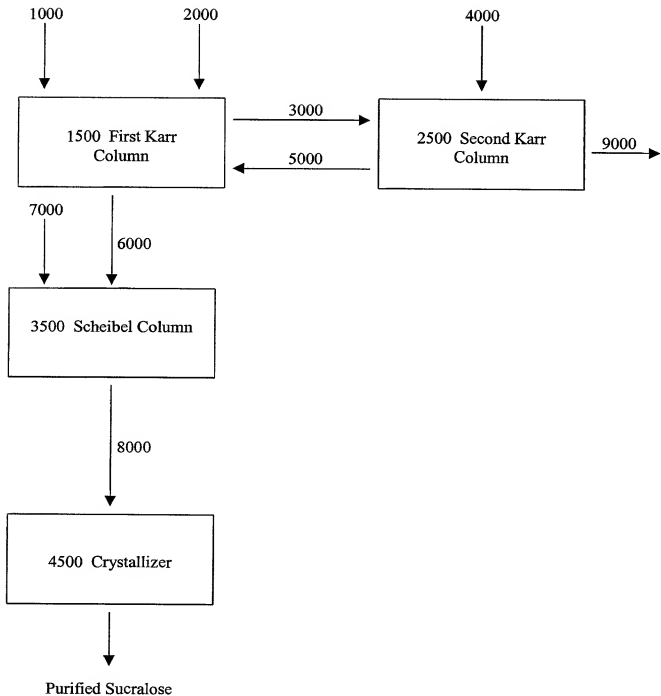 1000
2000
4000
1500 First Karr
Column
3000
5000
2500 Second Karr
Column
9000
7000
6000
3500 Scheibel Column
8000
4500 Crystallizer
Purified Sucralose